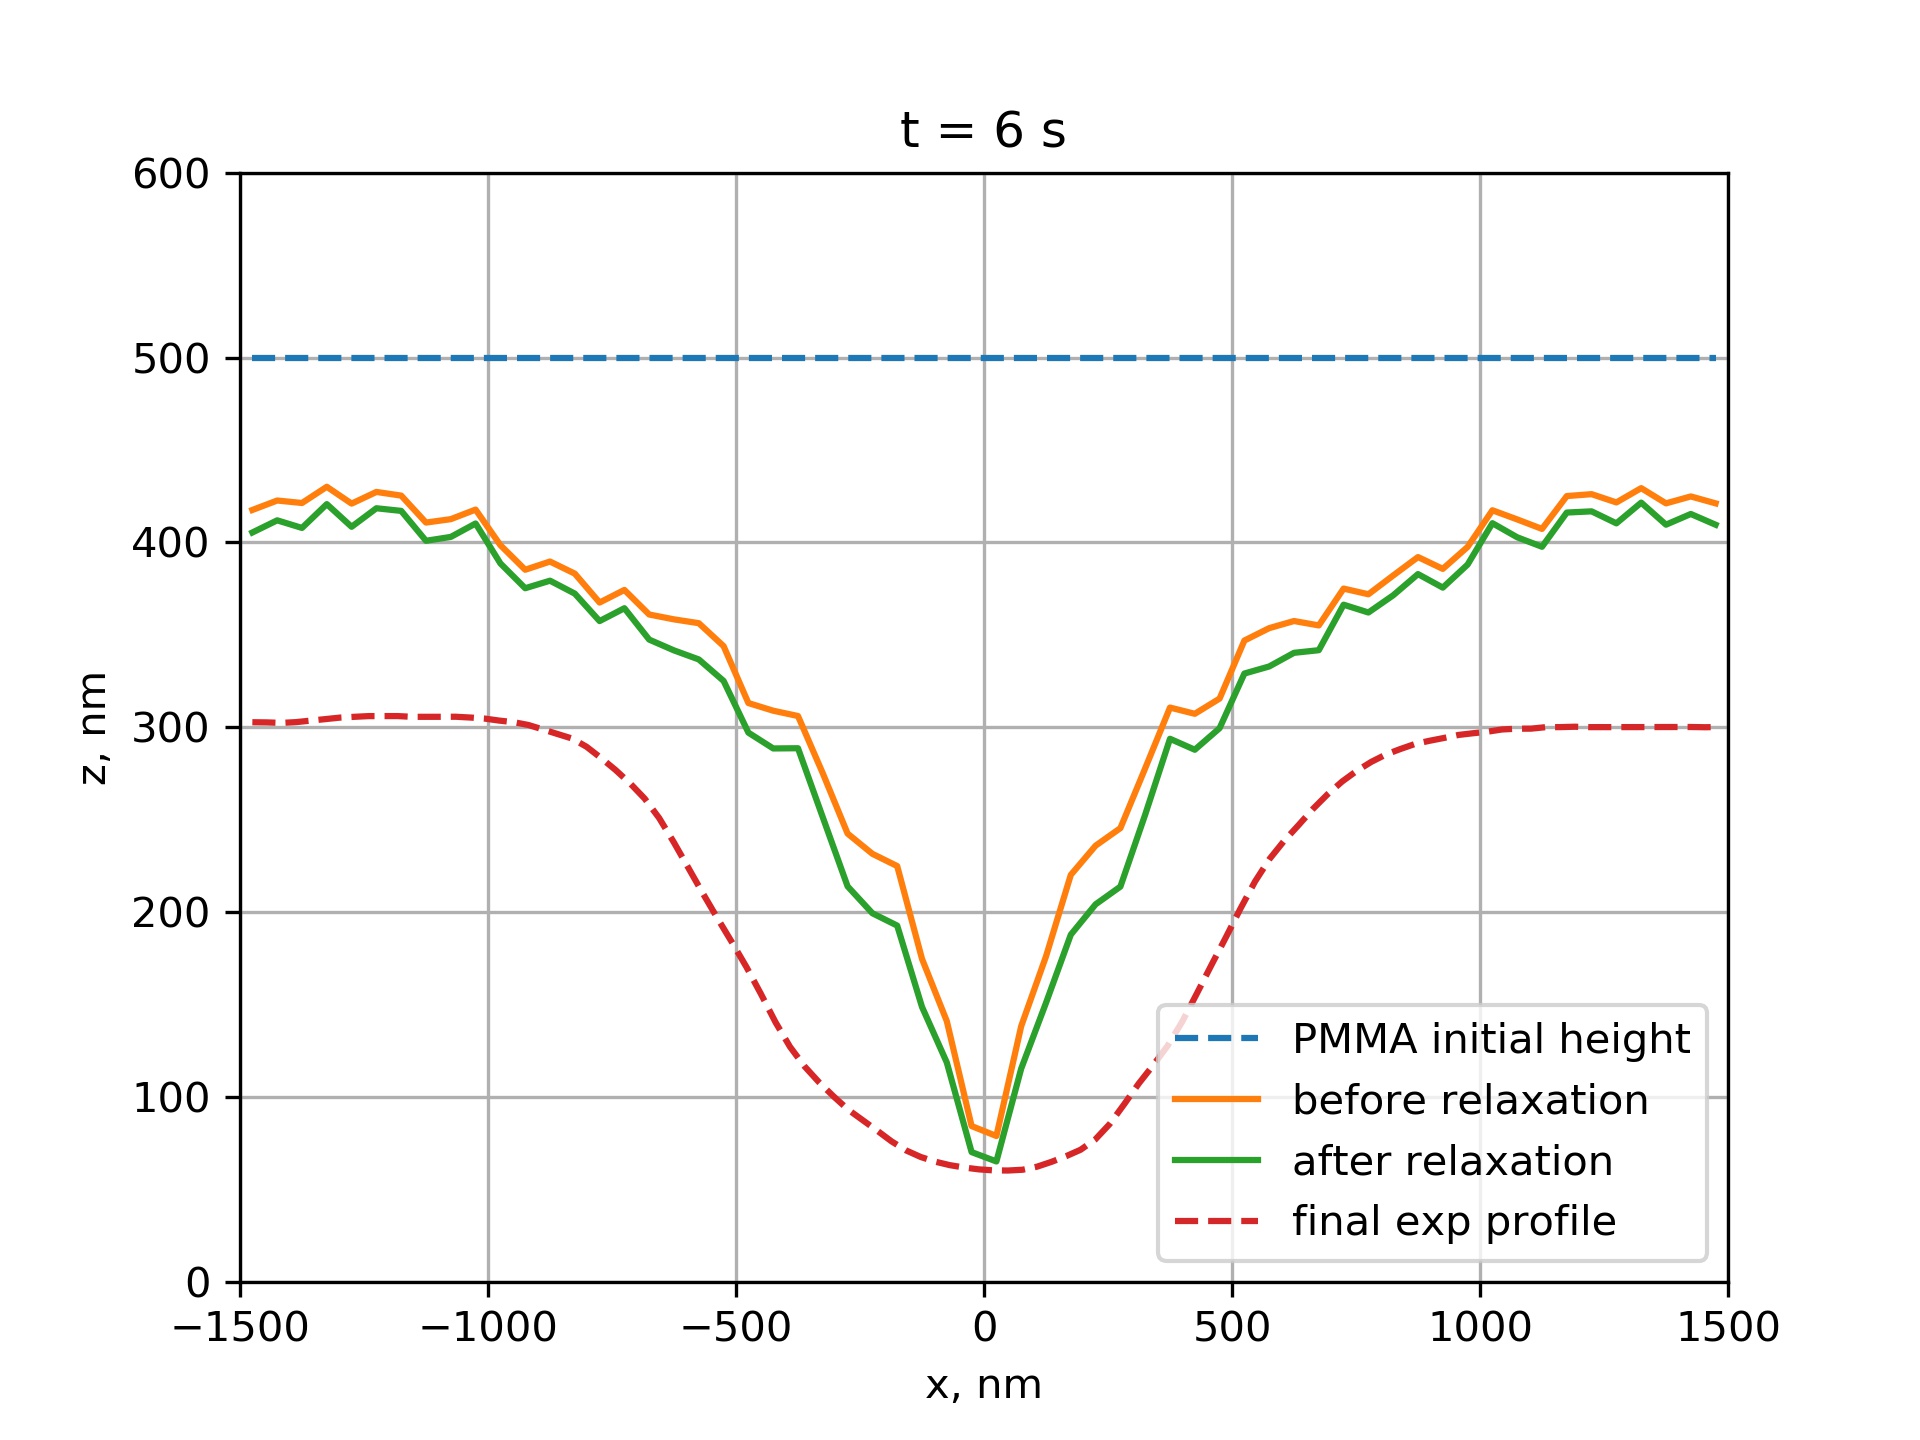 t = 6 s
600
500
400
300
200
100
0
z, nm
−1500 −1000 −500 0 500 1000 1500
x, nm
PMMA initial height
before relaxation
after relaxation
final exp profile